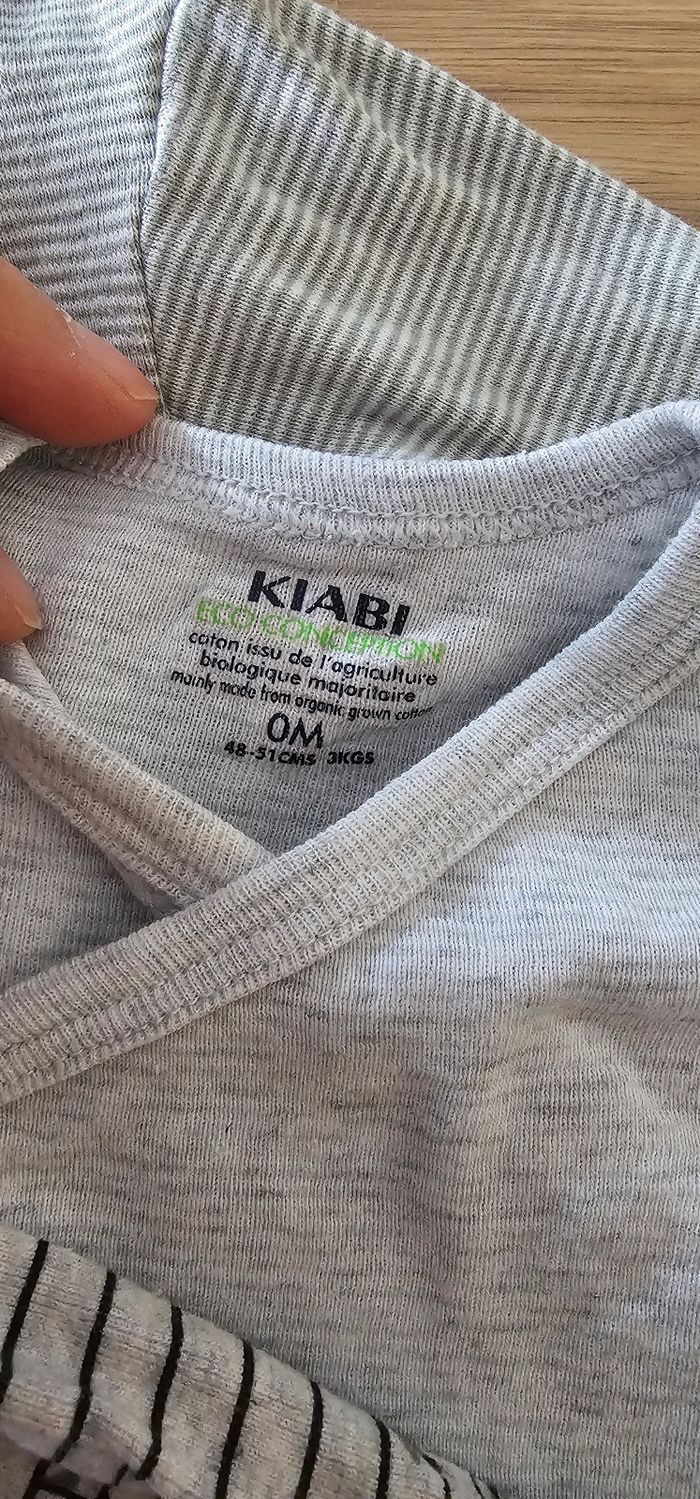 KIABI
ECO CONCEPTION
coton issu de l'agriculture
biologique majoritaire
mainly made from organic grown cotton
0M
48-51CMS 3KGS